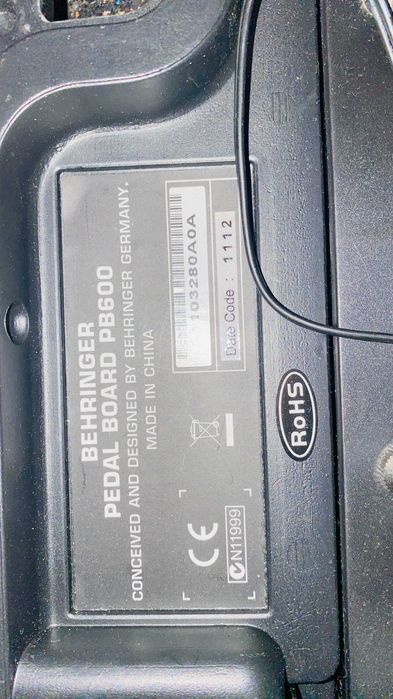 BEHRINGER
PEDAL BOARD PB600
CONCEIVED AND DESIGNED BY BEHRINGER GERMANY.
MADE IN CHINA
Date Code : 1112
CE
N11999
RoHS